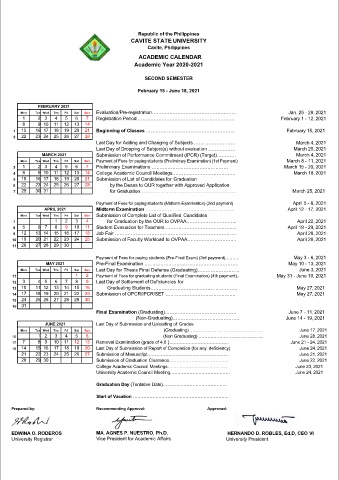 Republic of the Philippines
CAVITE STATE UNIVERSITY
Cavite, Philippines
ACADEMIC CALENDAR
Academic Year 2020-2021
SECOND SEMESTER
February 15 - June 18, 2021
FEBRUARY 2021
Mon Tue Wed Thu Fri Sat Sun
1 2 3 4 5 6 7
8 9 10 11 12 13 14
15 16 17 18 19 20 21
22 23 24 25 26 27 28
MARCH 2021
Mon Tue Wed Thu Fri Sat Sun
1 2 3 4 5 6 7
8 9 10 11 12 13 14
15 16 17 18 19 20 21
22 23 24 25 26 27 28
29 30 31
APRIL 2021
Mon Tue Wed Thu Fri Sat Sun
1 2 3 4
5 6 7 8 9 10 11
12 13 14 15 16 17 18
19 20 21 22 23 24 25
26 27 28 29 30
MAY 2021
Mon Tue Wed Thu Fri Sat Sun
1 2
3 4 5 6 7 8 9
10 11 12 13 14 15 16
17 18 19 20 21 22 23
24 25 26 27 28 29 30
31
JUNE 2021
Mon Tue Wed Thu Fri Sat Sun
1 2 3 4 5 6
7 8 9 10 11 12 13
14 15 16 17 18 19 20
21 22 23 24 25 26 27
28 29 30
Evaluation/Pre-registration Jan. 25 - 29, 2021
Registration Period February 1 - 12, 2021
Beginning of Classes February 15, 2021
Last Day for Adding and Changing of Subjects March 4, 2021
Last Day of Dropping of Subject(s) without evaluation March 25, 2021
Submission of Performance Commitment (IPCR) (Target) March 4, 2021
Payment of Fees for paying students (Preliminary Examination) (1st Payment) March 8 - 11, 2021
Preliminary Examinations March 15 - 20, 2021
College Academic Council Meetings March 18, 2021
Submission of List of Candidates for Graduation
by the Deans to OUR together with Approved Application
for Graduation March 25, 2021
Payment of Fees for paying students (Midterm Examination) (2nd payment) April 5 - 8, 2021
Midterm Examination April 12 - 17, 2021
Submission of Complete List of Qualified Candidates
for Graduation by the OUR to OVPAA April 22, 2021
Student Evaluation for Teachers April 18 - 29, 2021
Job Fair April 28, 2021
Submission of Faculty Workload to OVPAA April 28, 2021
Payment of Fees for paying students (Pre-Final Exam) (3rd payment) May 3 - 6, 2021
Pre-Final Examination May 10 - 13, 2021
Last Day for Thesis Final Defense (Graduating) June 3, 2021
Payment of Fees for graduating students (Final Examination) (4th payment) May 31 - June 10, 2021
Last Day of Settlement of Deficiencies for
Graduating Students May 27, 2021
Submission of OPCR/IPCR/SET May 27, 2021
Final Examination (Graduating) June 7 - 11, 2021
(Non-Graduating) June 14 - 19, 2021
Last Day of Submission and Uploading of Grades
(Graduating) June 17, 2021
(Non Graduating) June 28, 2021
Removal Examination (grade of 4.0) June 21 - 24, 2021
Last Day of Submission of Report of Completion (for any deficiency) June 24, 2021
Submission of Manuscript June 21, 2021
Submission of Graduation Clearance June 22, 2021
College Academic Council Meetings June 23, 2021
University Academic Council Meeting June 24, 2021
Graduation Day (Tentative Date)
Start of Vacation
Prepared by:
Recommending Approval:
Approved:
EDWINA O. RODEROS
University Registrar
MA. AGNES P. NUESTRO, Ph.D.
Vice President for Academic Affairs
HERNANDO D. ROBLES, Ed.D, CEO VI
University President